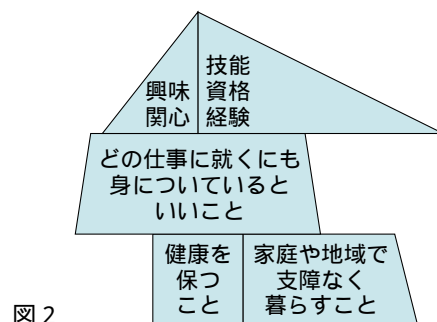 興味
関心
技能
資格
経験
どの仕事に就くにも
身についていると
いいこと
健康を
保つ
こと
家庭や地域で
支障なく
暮らすこと
図２